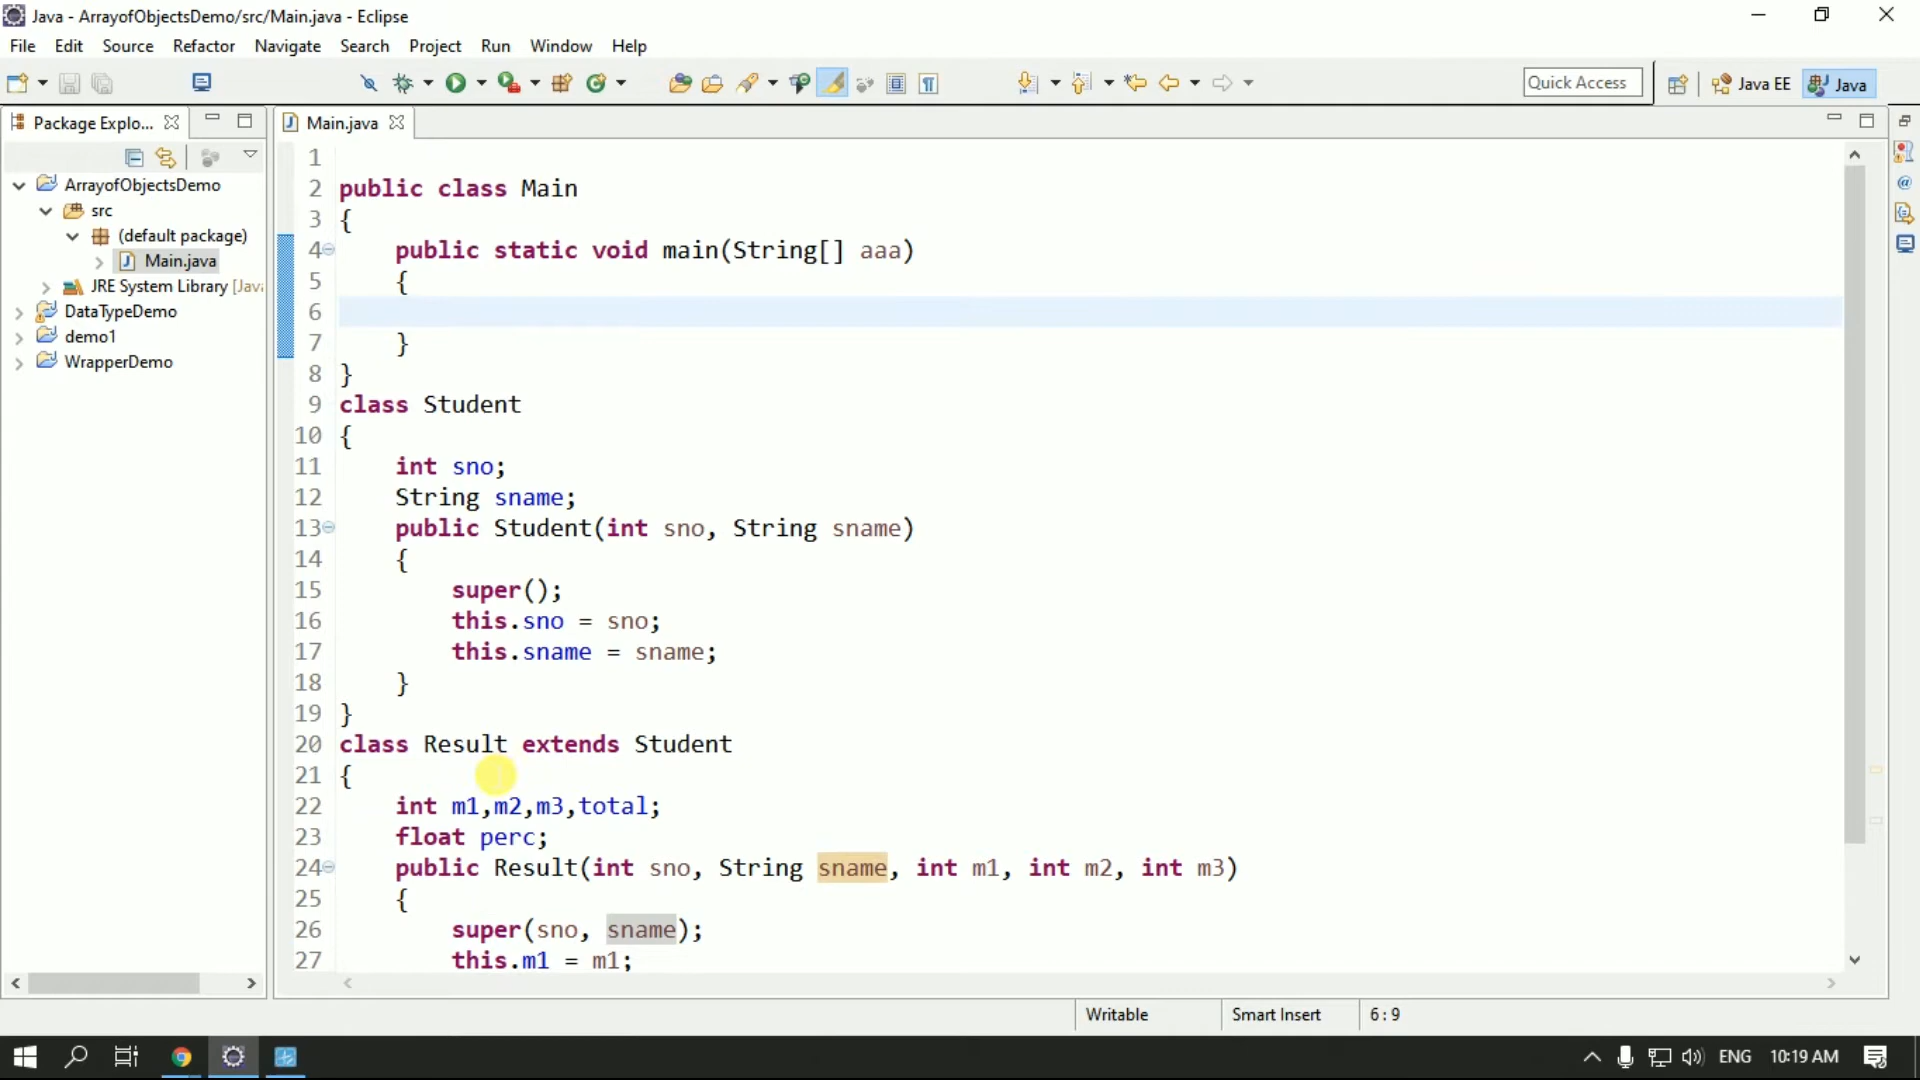 Java - ArrayofObjectsDemo/src/Main.java - Eclipse
File Edit Source Refactor Navigate Search Project Run Window Help
Quick Access
Java EE
Java
Package Explo...
Main.java
ArrayofObjectsDemo
src
(default package)
Main.java
JRE System Library [Java
DataTypeDemo
demo1
WrapperDemo
1
2 public class Main
3 {
4 public static void main(String[] aaa)
5 {
6
7 }
8 }
9 class Student
10 {
11 int sno;
12 String sname;
13 public Student(int sno, String sname)
14 {
15 super();
16 this.sno = sno;
17 this.sname = sname;
18 }
19 }
20 class Result extends Student
21 {
22 int m1,m2,m3,total;
23 float perc;
24 public Result(int sno, String sname, int m1, int m2, int m3)
25 {
26 super(sno, sname);
27 this.m1 = m1;
Writable Smart Insert 6 : 9
ENG 10:19 AM